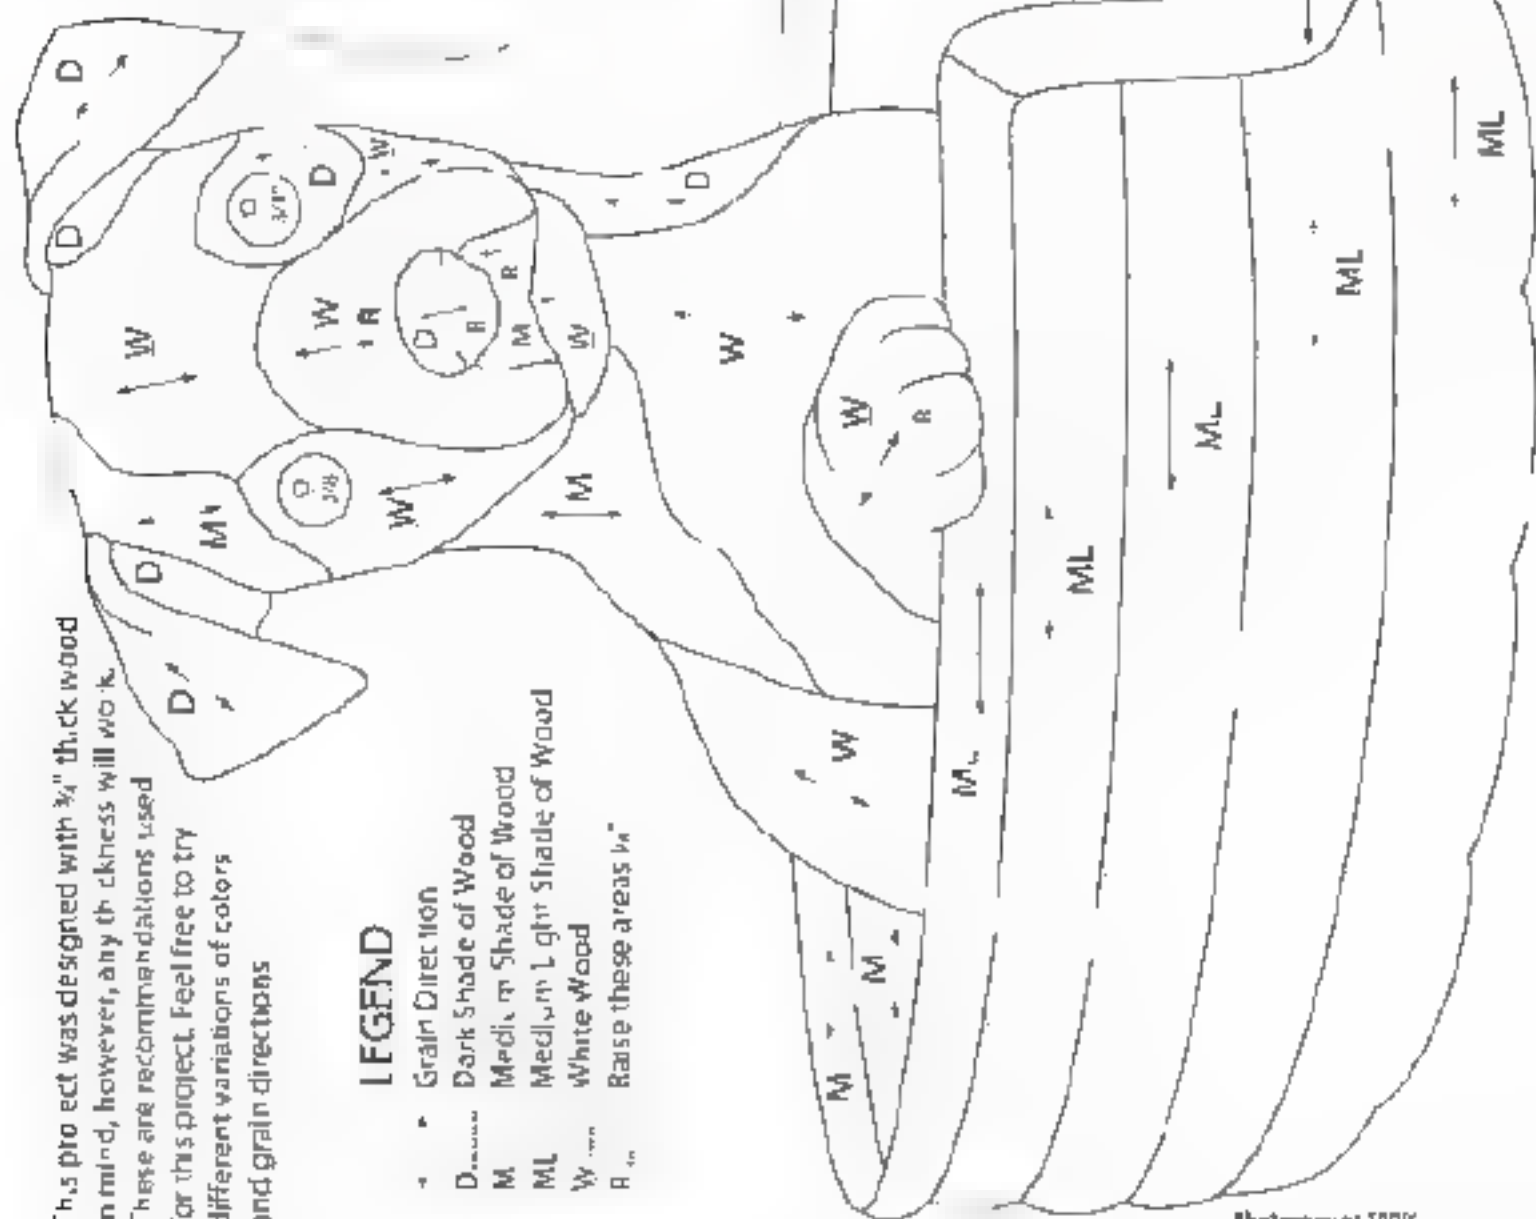 This project was designed with ¾" thick wood
in mind, however, any thickness will work.
These are recommendations used
for this project. Feel free to try
different variations of colors
and grain directions
LEGEND
Grain Direction
D Dark Shade of Wood
M Medium Shade of Wood
ML Medium Light Shade of Wood
W White Wood
R Raise these areas ¼"
D
D
D
D
W
W
R
D
R
R
M
W
D
W
D
M
D
D
W
M
W
W
R
W
M
M
ML
ML
ML
ML
ML